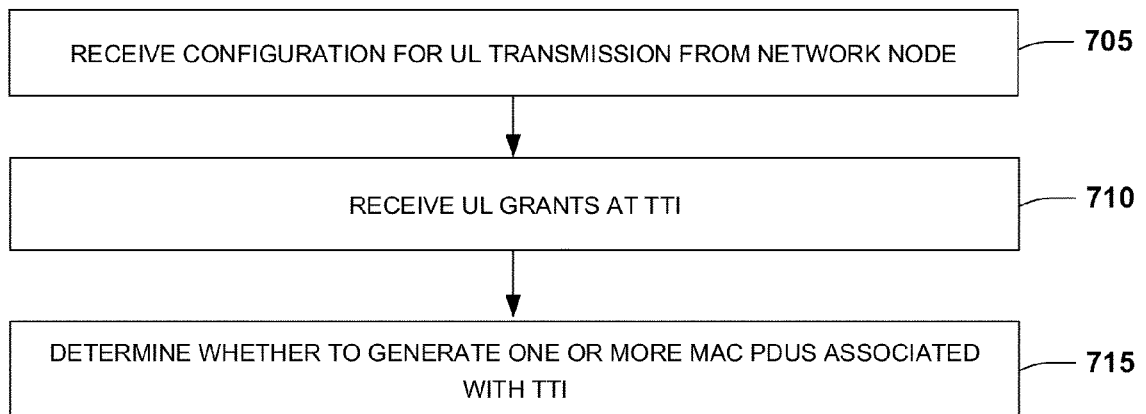 RECEIVE CONFIGURATION FOR UL TRANSMISSION FROM NETWORK NODE
705
RECEIVE UL GRANTS AT TTI
710
DETERMINE WHETHER TO GENERATE ONE OR MORE MAC PDUS ASSOCIATED
WITH TTI
715